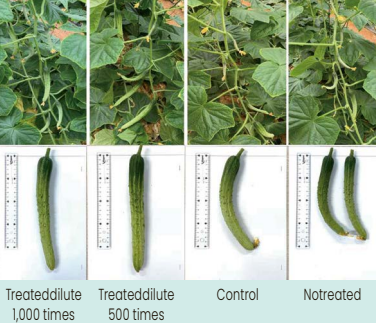 Treateddilute
1,000 times
Treateddilute
500 times
Control
Notreated